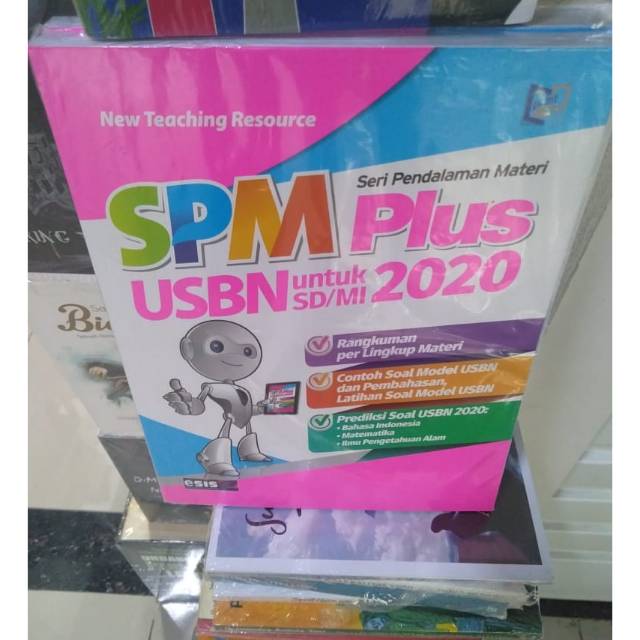 New Teaching Resource
Seri Pendalaman Materi
SPM Plus
USBN untuk SD/MI 2020
Rangkuman
per Lingkup Materi
Contoh Soal Model USBN
dan Pembahasan,
Latihan Soal Model USBN
Prediksi Soal USBN 2020:
• Bahasa Indonesia
• Matematika
• Ilmu Pengetahuan Alam
esis